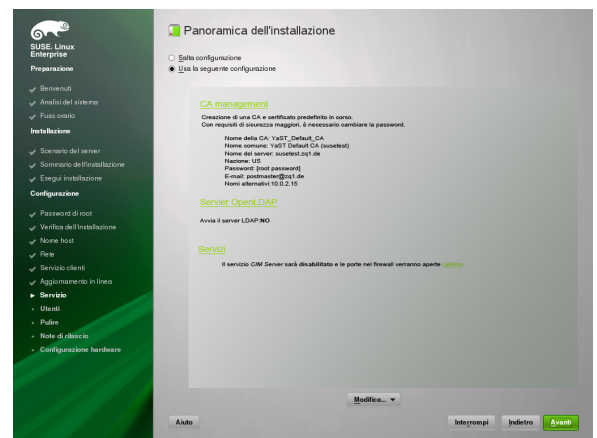 SUSE. Linux
Enterprise
Preparazione
Benvenuti
Analisi del sistema
Fuso orario
Installazione
Scenario del server
Sommario dell'installazione
Esegui installazione
Configurazione
Password di root
Verifica dell'installazione
Nome host
Rete
Servizio clienti
Aggiornamento in linea
Servizio
Utenti
Pulire
Note di rilascio
Configurazione hardware
Panoramica dell'installazione
Salta configurazione
Usa la seguente configurazione
CA management
Creazione di una CA e certificato predefinito in corso.
Con requisiti di sicurezza maggiori, è necessario cambiare la password.
Nome della CA: YaST_Default_CA
Nome comune: YaST Default CA (susetest)
Nome del server: susetest.zq1.de
Nazione: US
Password: [root password]
E-mail: postmaster@zq1.de
Nomi alternativi:10.0.2.15
Servier OpenLDAP
Avvia il server LDAP:NO
Servizi
Il servizio CIM Server sarà disabilitato e le porte nel firewall verranno aperte
Modifica...
Aiuto
Interrompi
Indietro
Avanti